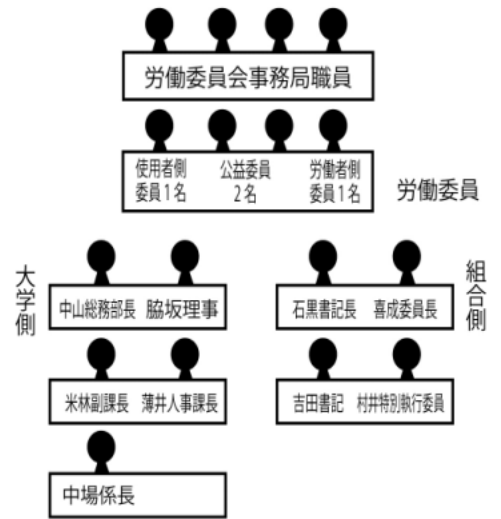 労働委員会事務局職員
使用者側 公益委員 労働者側
委員1名 2名 委員1名
労働委員
大学側
中山総務部長 脇坂理事
石黒書記長 喜成委員長
組合側
米林副課長 薄井人事課長
吉田書記 村井特別執行委員
中場係長